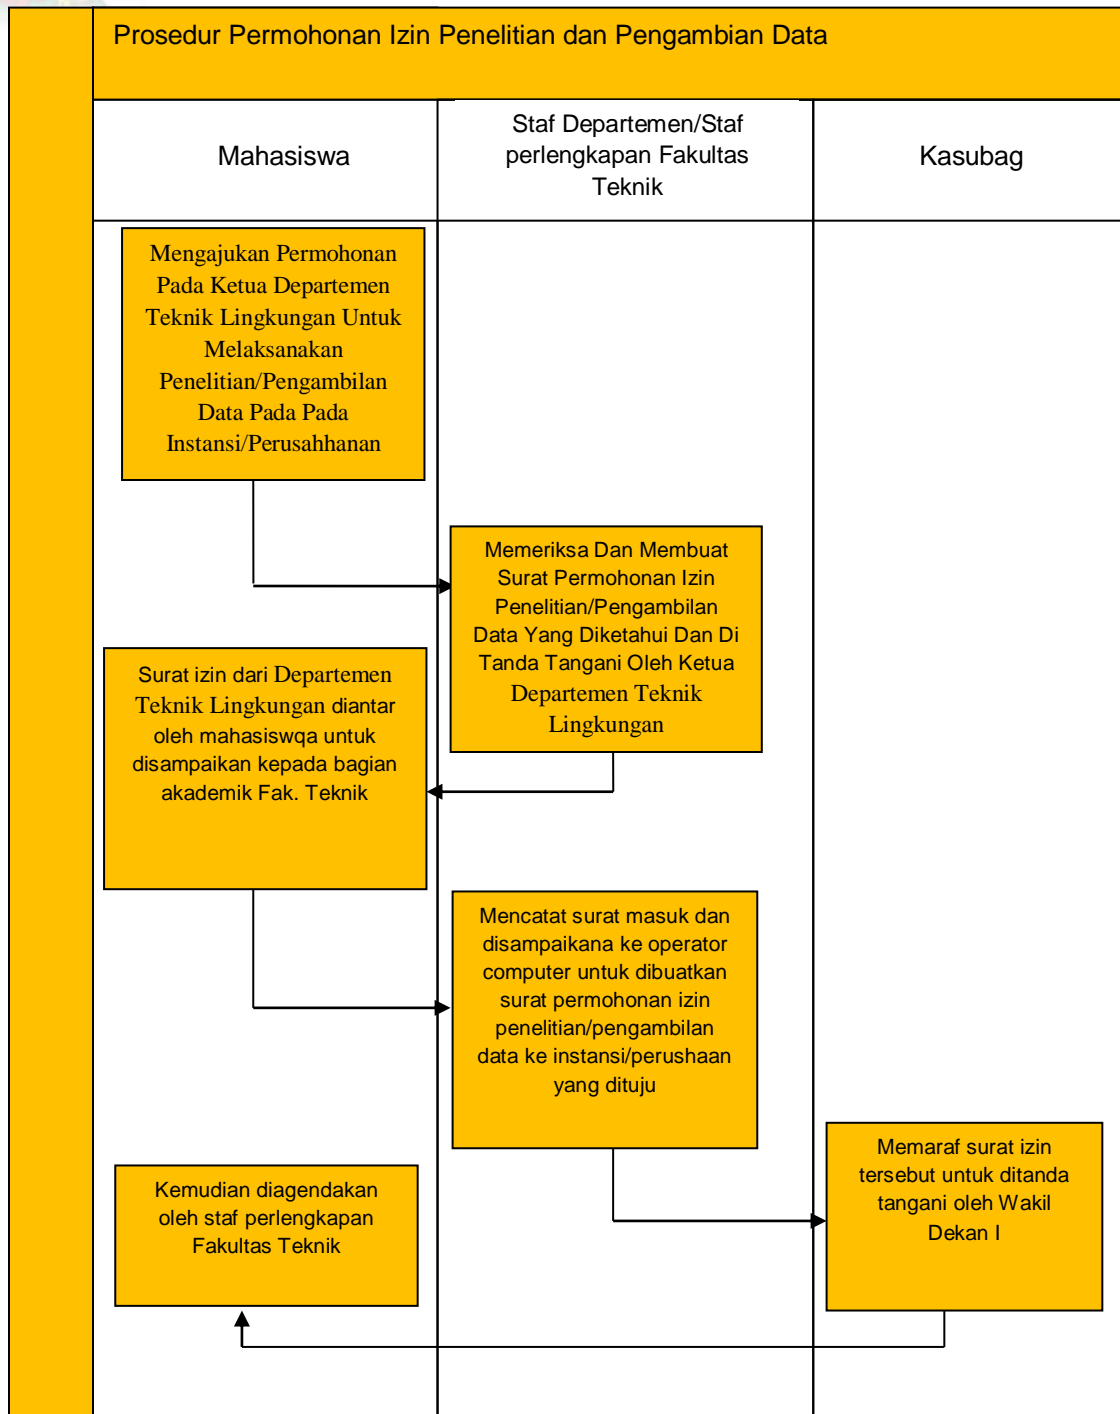 Prosedur Permohonan Izin Penelitian dan Pengambian Data
Mahasiswa
Staf Departemen/Staf
perlengkapan Fakultas
Teknik
Kasubag
Mengajukan Permohonan
Pada Ketua Departemen
Teknik Lingkungan Untuk
Melaksanakan
Penelitian/Pengambilan
Data Pada Pada
Instansi/Perusahhanan
Memeriksa Dan Membuat
Surat Permohonan Izin
Penelitian/Pengambilan
Data Yang Diketahui Dan Di
Tanda Tangani Oleh Ketua
Departemen Teknik
Lingkungan
Surat izin dari Departemen
Teknik Lingkungan diantar
oleh mahasiswqa untuk
disampaikan kepada bagian
akademik Fak. Teknik
Mencatat surat masuk dan
disampaikana ke operator
computer untuk dibuatkan
surat permohonan izin
penelitian/pengambilan
data ke instansi/perushaan
yang dituju
Memaraf surat izin
tersebut untuk ditanda
tangani oleh Wakil
Dekan I
Kemudian diagendakan
oleh staf perlengkapan
Fakultas Teknik